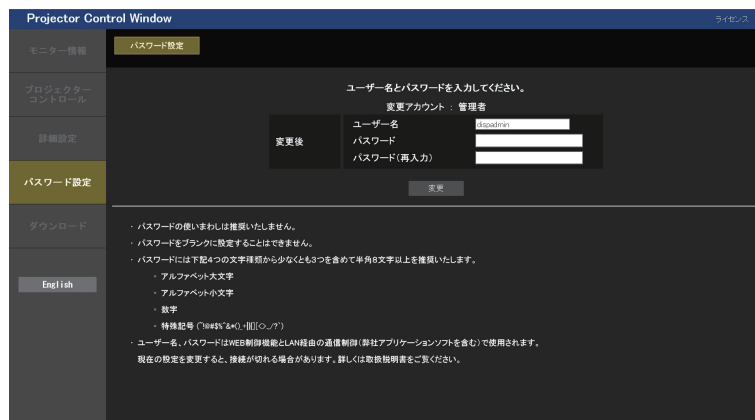 Projector Control Window
ライセンス
モニター情報
パスワード設定
プロジェクター
コントロール
ユーザー名とパスワードを入力してください。
変更アカウント : 管理者
詳細設定
変更後
ユーザー名
dispadmin
パスワード
パスワード(再入力)
パスワード設定
変更
ダウンロード
・ パスワードの使いまわしは推奨いたしません。
・ パスワードをブランクに設定することはできません。
・ パスワードには下記4つの文字種類から少なくとも3つを含めて半角8文字以上を推奨いたします。
◦ アルファベット大文字
English
◦ アルファベット小文字
◦ 数字
◦ 特殊記号
・ ユーザー名、パスワードはWEB制御機能とLAN経由の通信制御(弊社アプリケーションソフトを含む)で使用されます。
現在の設定を変更すると、接続が切れる場合があります。詳しくは取扱説明書をご覧ください。